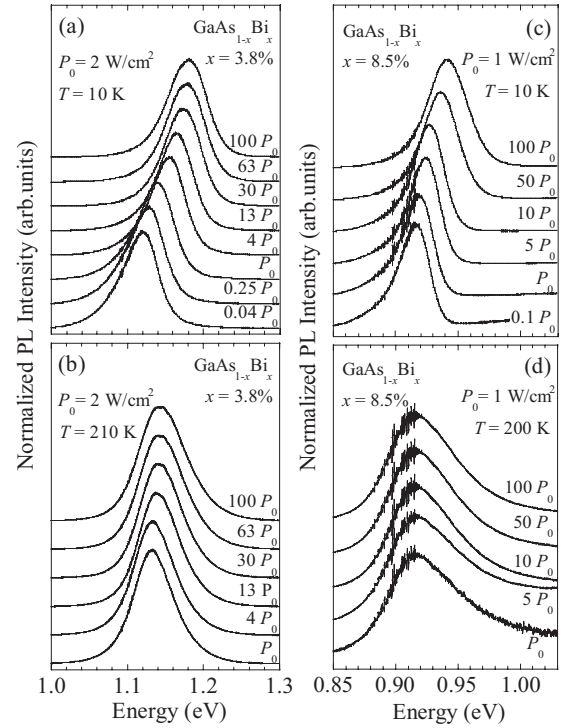 (a)
GaAs₁₋ₓBiₓ
P₀ = 2 W/cm²
x = 3.8%
T = 10 K
100 P₀
63 P₀
30 P₀
13 P₀
4 P₀
P₀
0.25 P₀
0.04 P₀
(b)
GaAs₁₋ₓBiₓ
P₀ = 2 W/cm²
x = 3.8%
T = 210 K
100 P₀
63 P₀
30 P₀
13 P₀
4 P₀
P₀
1.0 1.1 1.2 1.3
Energy (eV)
Normalized PL Intensity (arb.units)
GaAs₁₋ₓBiₓ
(c)
x = 8.5%
P₀ = 1 W/cm²
T = 10 K
100 P₀
50 P₀
10 P₀
5 P₀
P₀
0.1 P₀
GaAs₁₋ₓBiₓ
(d)
x = 8.5%
P₀ = 1 W/cm²
T = 200 K
100 P₀
50 P₀
10 P₀
5 P₀
P₀
0.85 0.90 0.95 1.00
Energy (eV)
Normalized PL Intensity (arb.units)